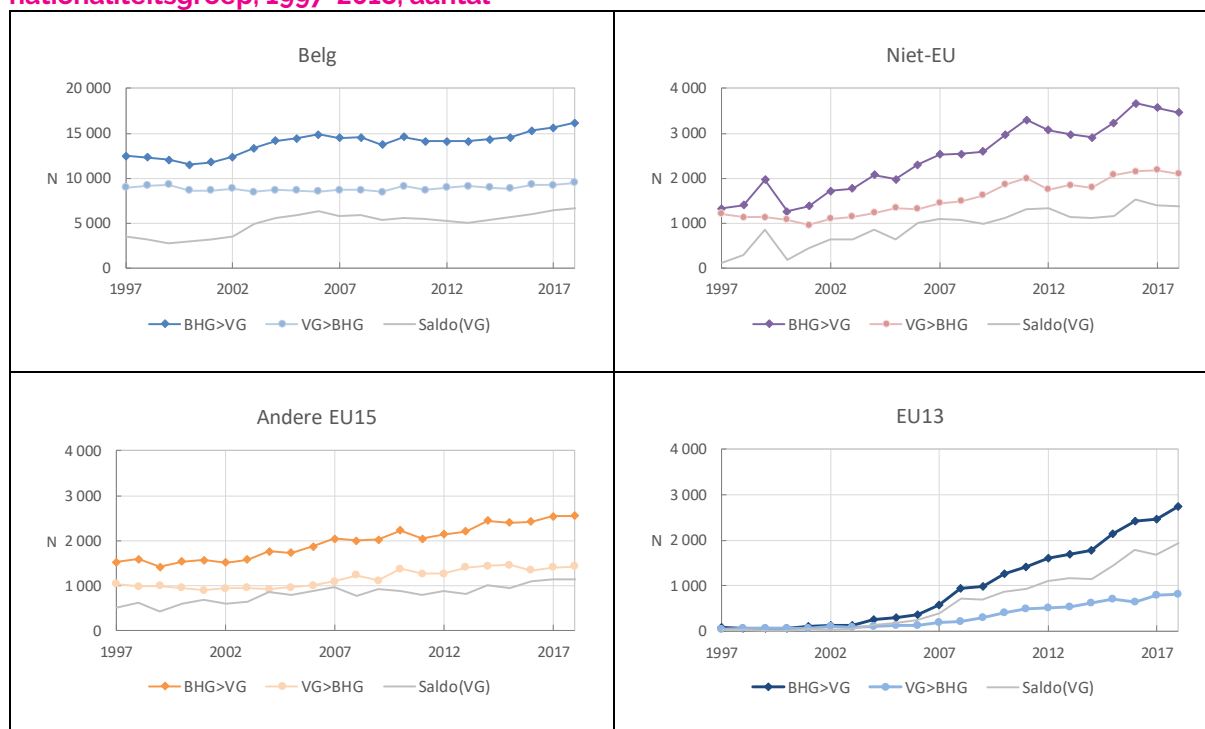 nationaliteitsgroep, 1997-2018, aantal
Belg
20 000
15 000
N
10 000
5 000
0
1997 2002 2007 2012 2017
BHG>VG VG>BHG Saldo(VG)
Niet-EU
4 000
3 000
N
2 000
1 000
0
1997 2002 2007 2012 2017
BHG>VG VG>BHG Saldo(VG)
Andere EU15
4 000
3 000
N
2 000
1 000
0
1997 2002 2007 2012 2017
BHG>VG VG>BHG Saldo(VG)
EU13
4 000
3 000
N
2 000
1 000
0
1997 2002 2007 2012 2017
BHG>VG VG>BHG Saldo(VG)